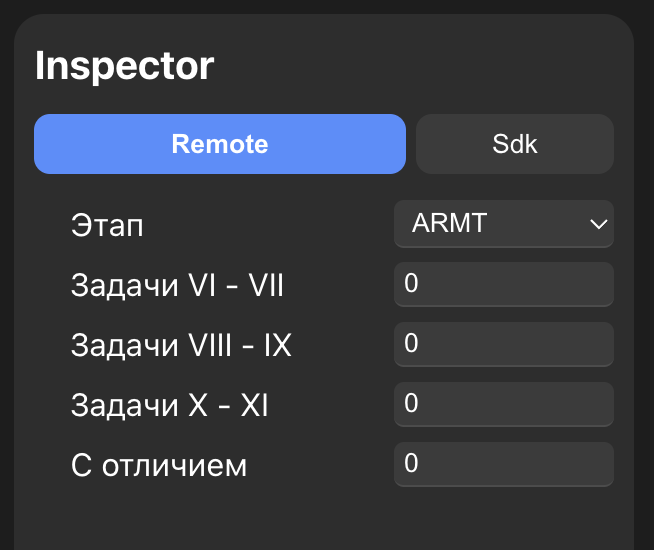 Inspector
Remote Sdk
Этап ARMT
Задачи VI - VII 0
Задачи VIII - IX 0
Задачи X - XI 0
С отличием 0